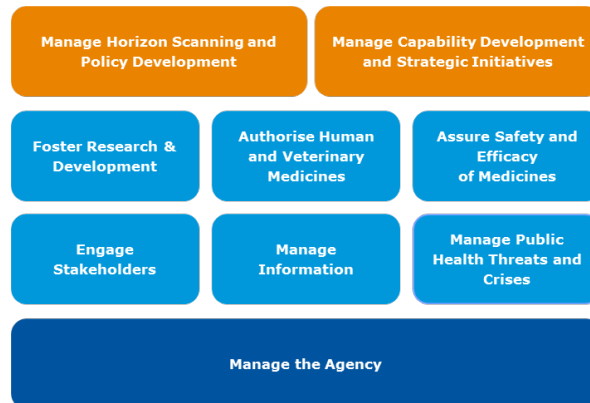 Manage Horizon Scanning and
Policy Development
Manage Capability Development
and Strategic Initiatives
Foster Research &
Development
Authorise Human
and Veterinary
Medicines
Assure Safety and
Efficacy
of Medicines
Engage
Stakeholders
Manage
Information
Manage Public
Health Threats and
Crises
Manage the Agency